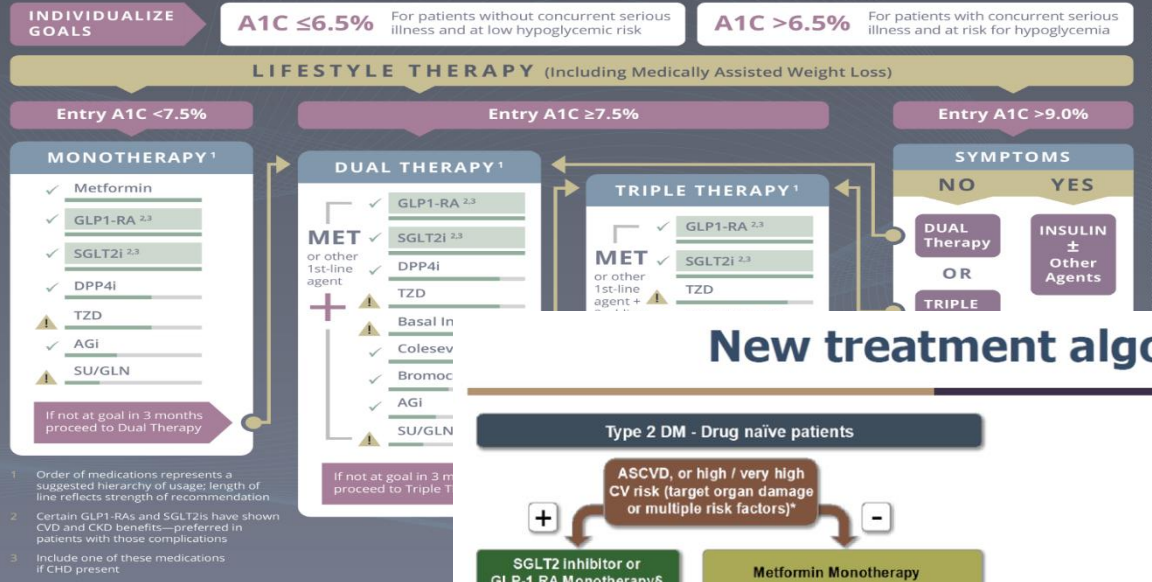 INDIVIDUALIZE
GOALS
A1C ≤6.5%
For patients without concurrent serious
illness and at low hypoglycemic risk
A1C >6.5%
For patients with concurrent serious
illness and at risk for hypoglycemia
LIFESTYLE THERAPY (Including Medically Assisted Weight Loss)
Entry A1C <7.5%
MONOTHERAPY¹
Metformin
GLP1-RA ²,³
SGLT2i ²,³
DPP4i
! TZD
AGi
! SU/GLN
If not at goal in 3 months
proceed to Dual Therapy
Entry A1C ≥7.5%
DUAL THERAPY¹
MET
or other
1st-line
agent
+
GLP1-RA ²,³
SGLT2i ²,³
DPP4i
! TZD
! Basal In
Colesev
Bromoc
AGi
! SU/GLN
If not at goal in 3 m
proceed to Triple T
TRIPLE THERAPY¹
MET
or other
1st-line
agent +
GLP1-RA ²,³
SGLT2i ²,³
! TZD
Entry A1C >9.0%
SYMPTOMS
NO
YES
DUAL
Therapy
OR
TRIPLE
INSULIN
±
Other
Agents
1 Order of medications represents a
suggested hierarchy of usage; length of
line reflects strength of recommendation
2 Certain GLP1-RAs and SGLT2is have shown
CVD and CKD benefits—preferred in
patients with those complications
3 Include one of these medications
if CHD present
New treatment algo
Type 2 DM - Drug naïve patients
ASCVD, or high / very high
CV risk (target organ damage
or multiple risk factors)*
+
-
SGLT2 inhibitor or
GLP-1 RA Monotherapy§
Metformin Monotherapy